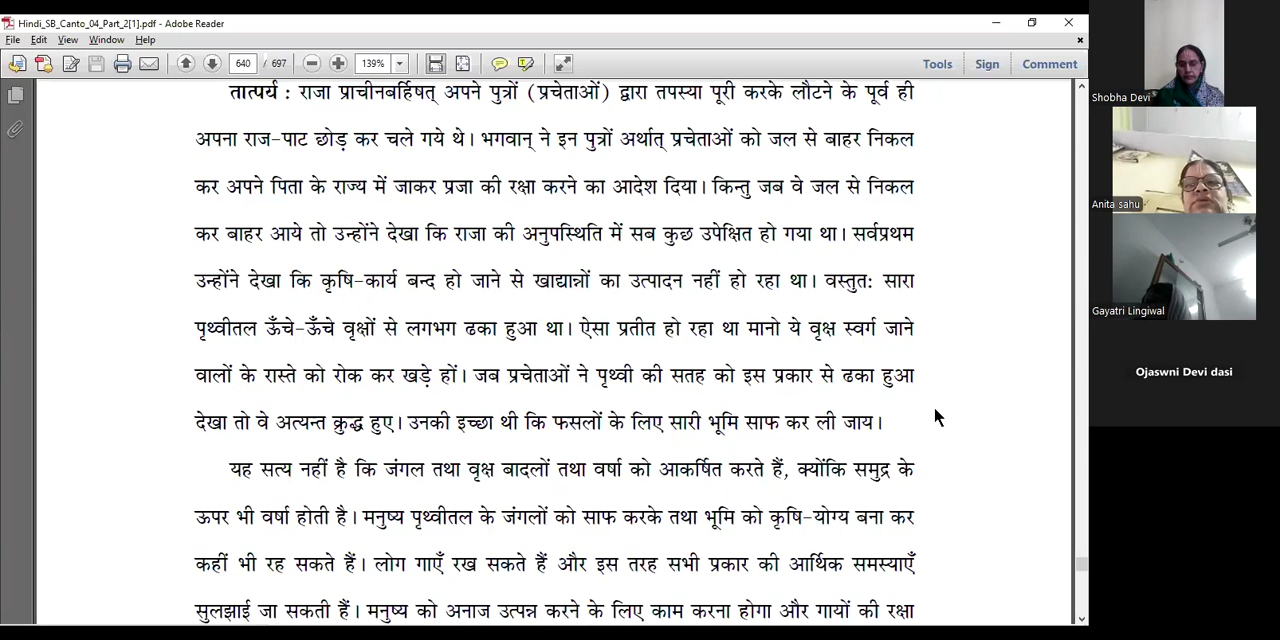 Hindi_SB_Canto_04_Part_2[1].pdf - Adobe Reader
File Edit View Window Help
640 / 697 139% Tools Sign Comment
तात्पर्य : राजा प्राचीनबर्हिषत् अपने पुत्रों (प्रचेताओं) द्वारा तपस्या पूरी करके लौटने के पूर्व ही
अपना राज-पाट छोड़ कर चले गये थे। भगवान् ने इन पुत्रों अर्थात् प्रचेताओं को जल से बाहर निकल
कर अपने पिता के राज्य में जाकर प्रजा की रक्षा करने का आदेश दिया। किन्तु जब वे जल से निकल
कर बाहर आये तो उन्होंने देखा कि राजा की अनुपस्थिति में सब कुछ उपेक्षित हो गया था। सर्वप्रथम
उन्होंने देखा कि कृषि-कार्य बन्द हो जाने से खाद्यान्नों का उत्पादन नहीं हो रहा था। वस्तुत: सारा
पृथ्वीतल ऊँचे-ऊँचे वृक्षों से लगभग ढका हुआ था। ऐसा प्रतीत हो रहा था मानो ये वृक्ष स्वर्ग जाने
वालों के रास्ते को रोक कर खड़े हों। जब प्रचेताओं ने पृथ्वी की सतह को इस प्रकार से ढका हुआ
देखा तो वे अत्यन्त क्रुद्ध हुए। उनकी इच्छा थी कि फसलों के लिए सारी भूमि साफ कर ली जाय।
यह सत्य नहीं है कि जंगल तथा वृक्ष बादलों तथा वर्षा को आकर्षित करते हैं, क्योंकि समुद्र के
ऊपर भी वर्षा होती है। मनुष्य पृथ्वीतल के जंगलों को साफ करके तथा भूमि को कृषि-योग्य बना कर
कहीं भी रह सकते हैं। लोग गाएँ रख सकते हैं और इस तरह सभी प्रकार की आर्थिक समस्याएँ
सुलझाई जा सकती हैं। मनुष्य को अनाज उत्पन्न करने के लिए काम करना होगा और गायों की रक्षा
Shobha Devi
Anita sahu
Gayatri Lingiwal
Ojaswni Devi dasi